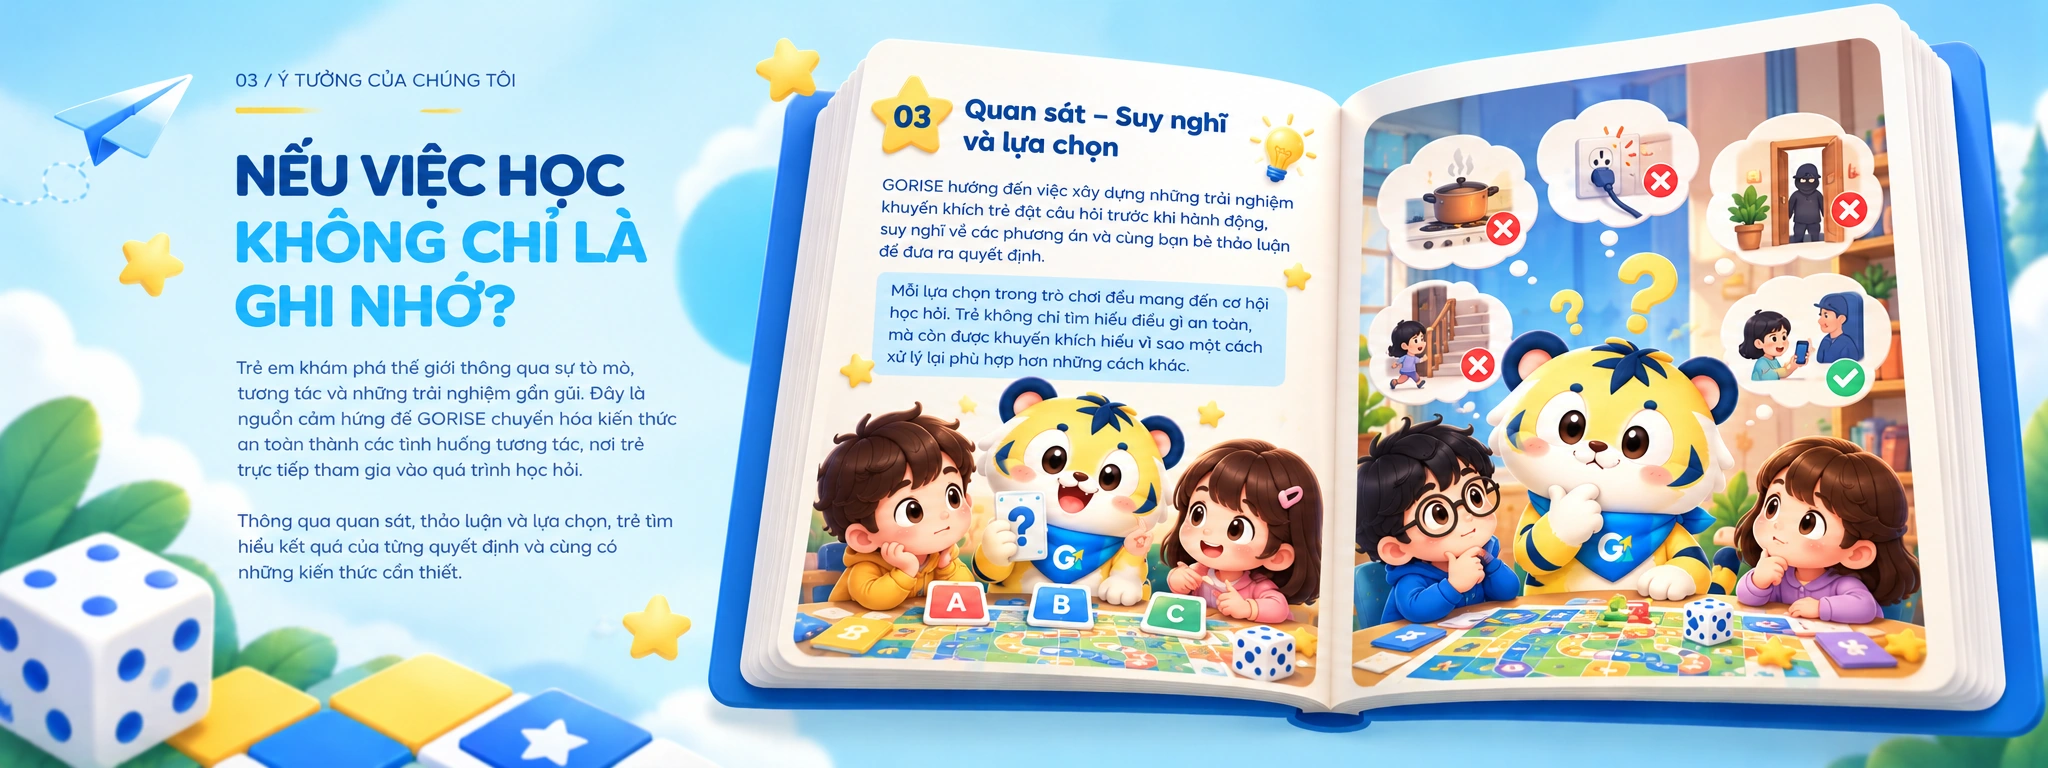 03 / Ý TƯỞNG CỦA CHÚNG TÔI
NẾU VIỆC HỌC
KHÔNG CHỈ LÀ
GHI NHỚ?
Trẻ em khám phá thế giới thông qua sự tò mò,
tương tác và những trải nghiệm gần gũi. Đây là
nguồn cảm hứng để GORISE chuyển hóa kiến thức
an toàn thành các tình huống tương tác, nơi trẻ
trực tiếp tham gia vào quá trình học hỏi.
Thông qua quan sát, thảo luận và lựa chọn, trẻ tìm
hiểu kết quả của từng quyết định và củng cố
những kiến thức cần thiết.
03
Quan sát – Suy nghĩ
và lựa chọn
GORISE hướng đến việc xây dựng những trải nghiệm
khuyến khích trẻ đặt câu hỏi trước khi hành động,
suy nghĩ về các phương án và cùng bạn bè thảo luận
để đưa ra quyết định.
Mỗi lựa chọn trong trò chơi đều mang đến cơ hội
học hỏi. Trẻ không chỉ tìm hiểu điều gì an toàn,
mà còn được khuyến khích hiểu vì sao một cách
xử lý lại phù hợp hơn những cách khác.
?
G
A
B
C
? ?
G